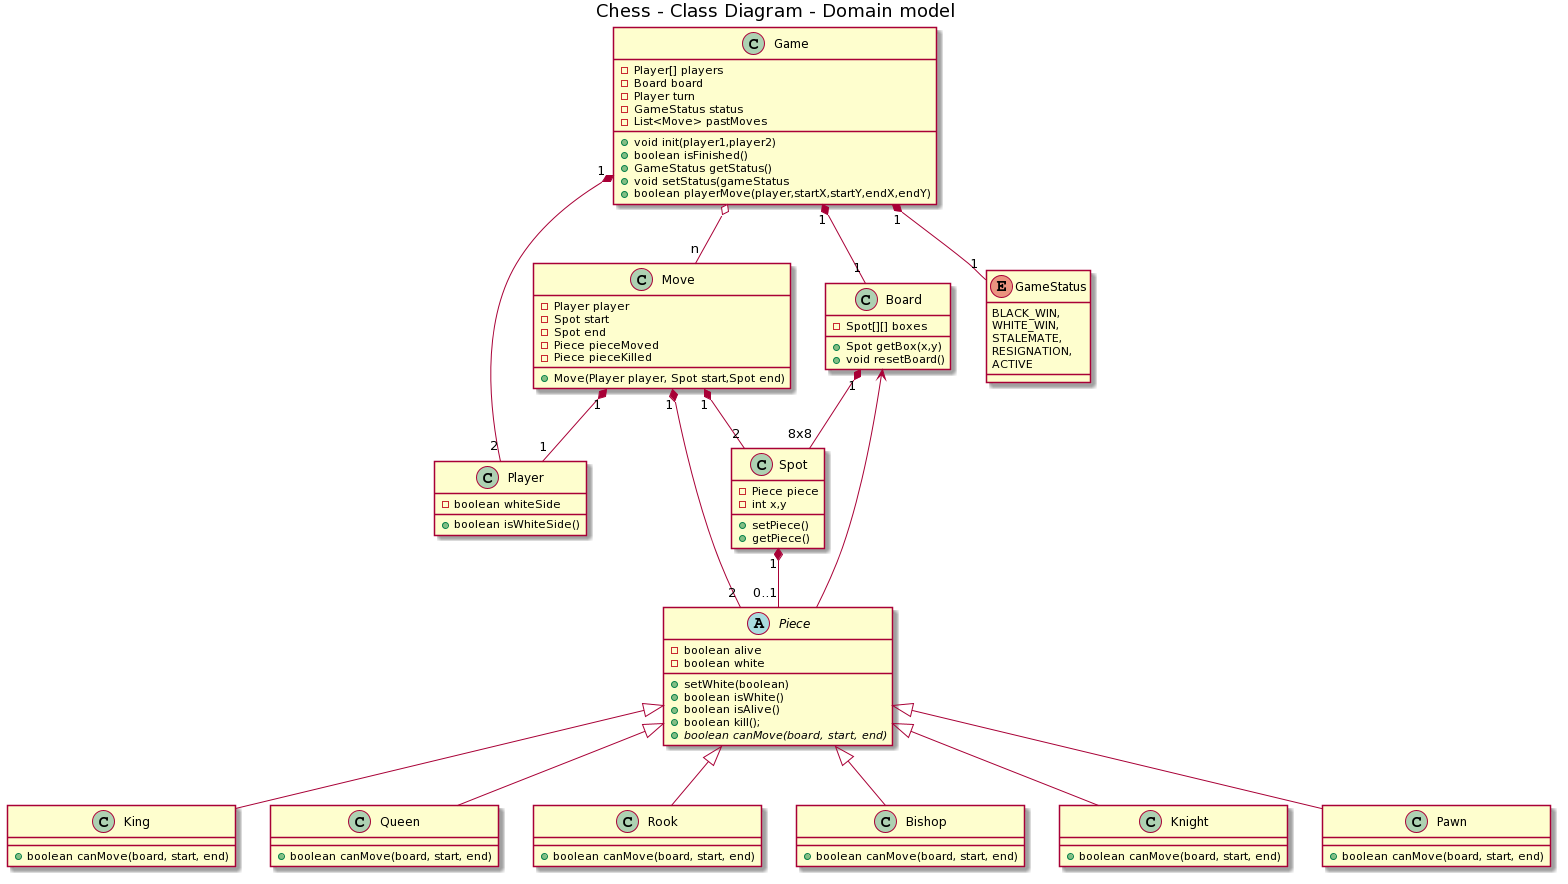 Chess - Class Diagram - Domain model
C Game
Player[] players
Board board
Player turn
GameStatus status
List<Move> pastMoves
void init(player1,player2)
boolean isFinished()
GameStatus getStatus()
void setStatus(gameStatus
boolean playerMove(player,startX,startY,endX,endY)
1
1
1
n
1
1
C Move
Player player
Spot start
Spot end
Piece pieceMoved
Piece pieceKilled
Move(Player player, Spot start,Spot end)
C Board
Spot[][] boxes
Spot getBox(x,y)
void resetBoard()
E GameStatus
BLACK_WIN,
WHITE_WIN,
STALEMATE,
RESIGNATION,
ACTIVE
1
1
1
1
2
1
2
8x8
C Player
boolean whiteSide
boolean isWhiteSide()
C Spot
Piece piece
int x,y
setPiece()
getPiece()
1
2
0..1
A Piece
boolean alive
boolean white
setWhite(boolean)
boolean isWhite()
boolean isAlive()
boolean kill();
boolean canMove(board, start, end)
C King
boolean canMove(board, start, end)
C Queen
boolean canMove(board, start, end)
C Rook
boolean canMove(board, start, end)
C Bishop
boolean canMove(board, start, end)
C Knight
boolean canMove(board, start, end)
C Pawn
boolean canMove(board, start, end)